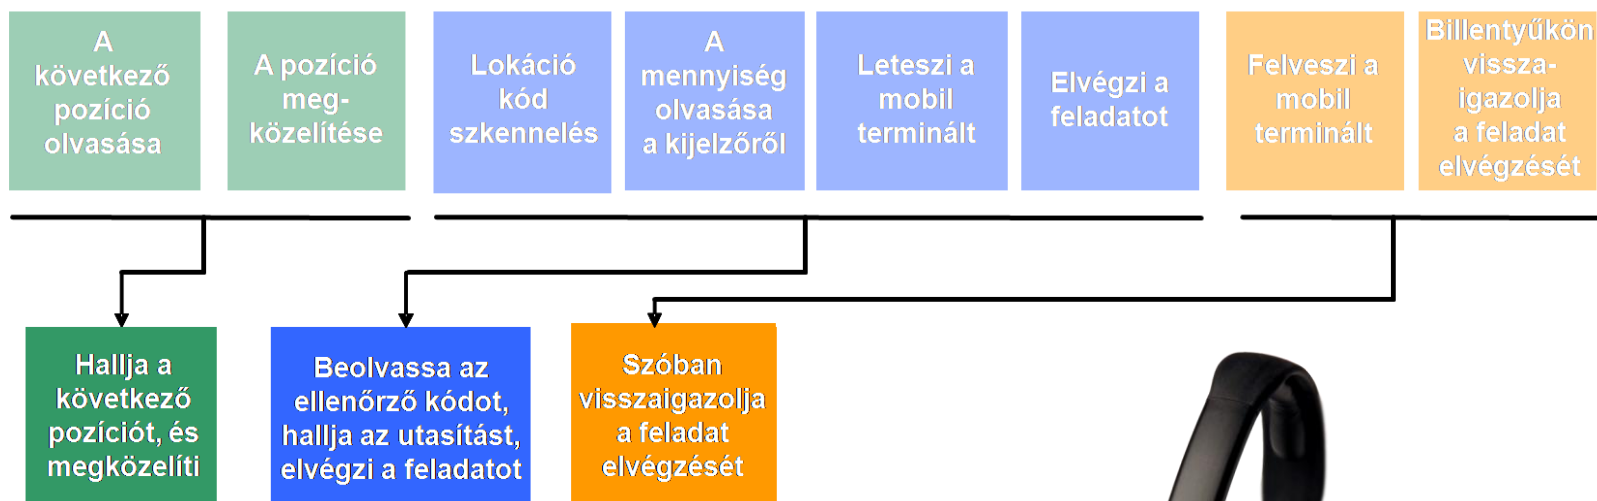 A
következő
pozíció
olvasása
A pozíció
meg-
közelítése
Lokáció
kód
szkennelés
A
mennyiség
olvasása
a kijelzőről
Leteszi a
mobil
terminált
Elvégzi a
feladatot
Felveszi a
mobil
terminált
Billentyűkön
vissza-
igazolja
a feladat
elvégzését
Hallja a
következő
pozíciót, és
megközelíti
Beolvassa az
ellenőrző kódot,
hallja az utasítást,
elvégzi a feladatot
Szóban
visszaigazolja
a feladat
elvégzését